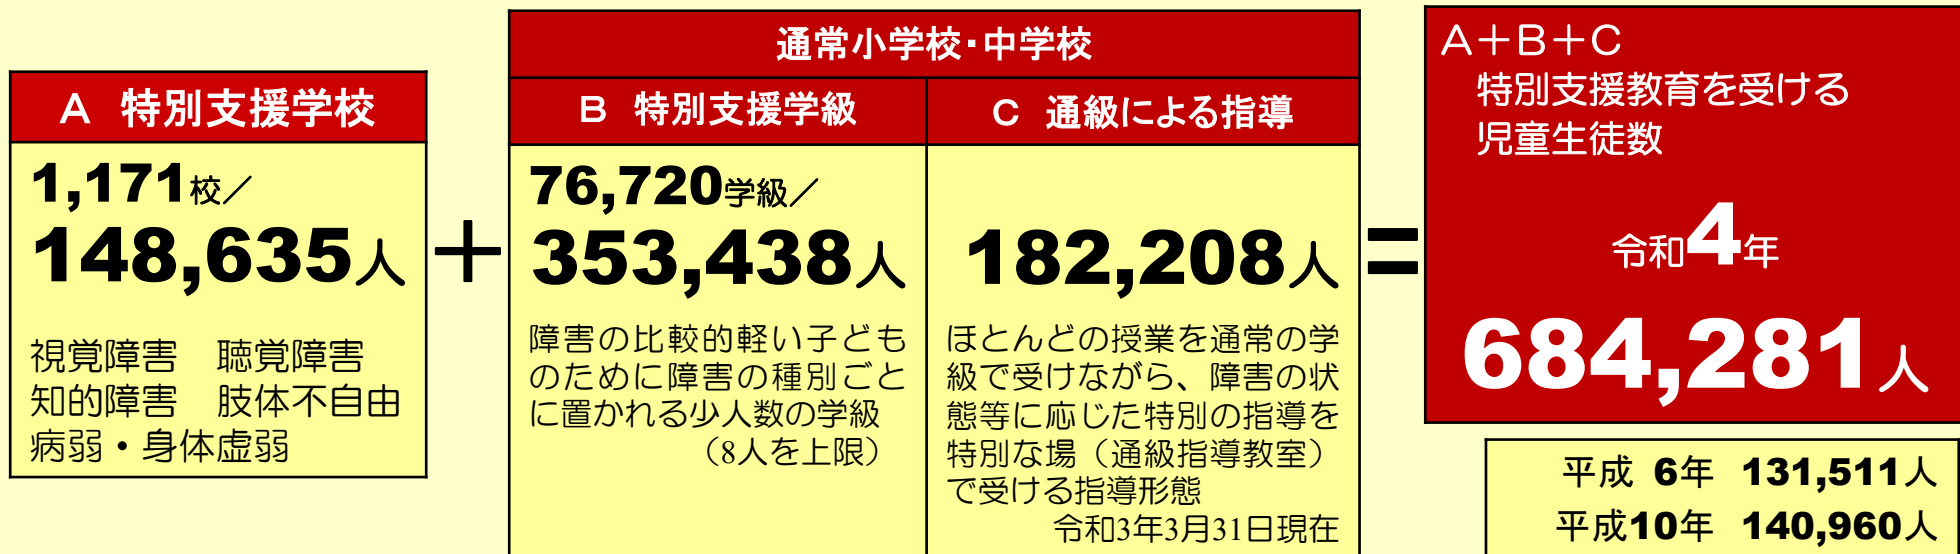 A 特別支援学校
1,171校／
148,635人
視覚障害 聴覚障害
知的障害 肢体不自由
病弱・身体虚弱
＋
通常小学校・中学校
B 特別支援学級
76,720学級／
353,438人
障害の比較的軽い子ども
のために障害の種別ごと
に置かれる少人数の学級
（8人を上限）
C 通級による指導
182,208人
ほとんどの授業を通常の学
級で受けながら、障害の状
態等に応じた特別の指導を
特別な場（通級指導教室）
で受ける指導形態
令和3年3月31日現在
＝
A＋B＋C
特別支援教育を受ける
児童生徒数
令和4年
684,281人
平成 6年 131,511人
平成10年 140,960人